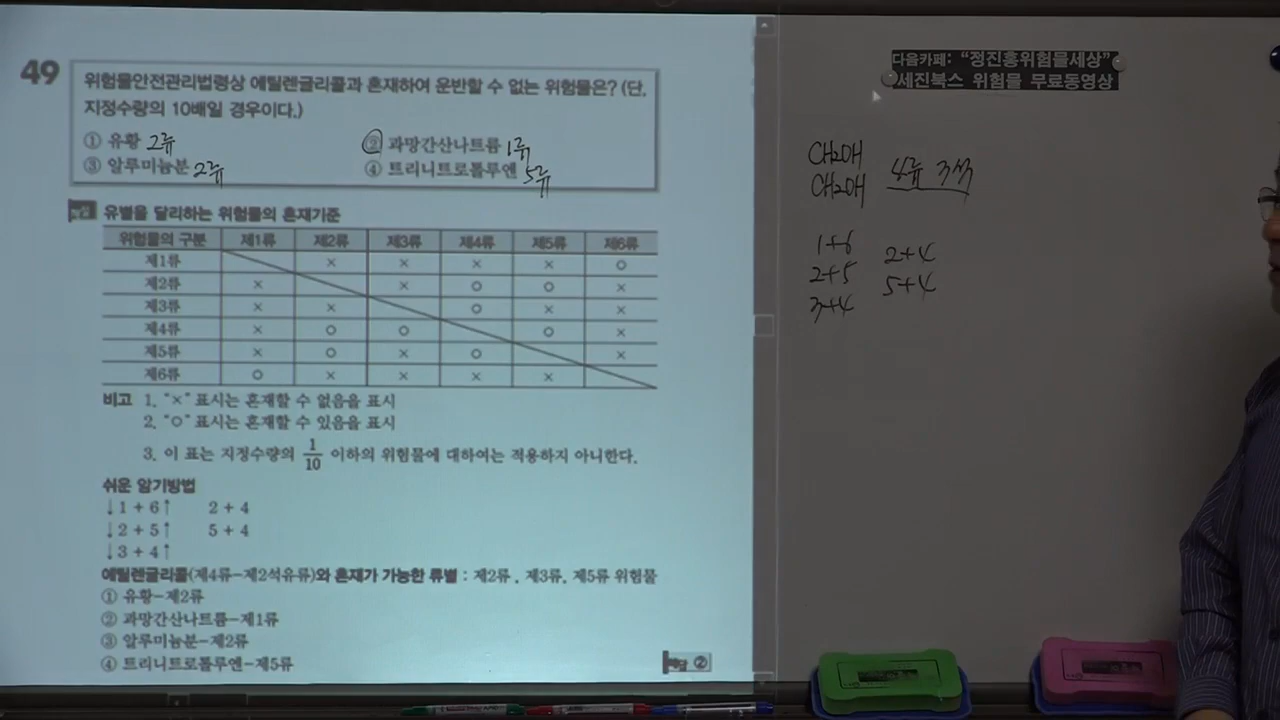 49
위험물안전관리법령상 에틸렌글리콜과 혼재하여 운반할 수 없는 위험물은? (단,
지정수량의 10배일 경우이다.)
① 유황 2류 ② 과망간산나트륨 1류
③ 알루미늄분 2류 ④ 트리니트로톨루엔 5류
유별을 달리하는 위험물의 혼재기준
위험물의 구분 제1류 제2류 제3류 제4류 제5류 제6류
제1류 × × × × ○
제2류 × × ○ ○ ×
제3류 × × ○ × ×
제4류 × ○ ○ ○ ×
제5류 × ○ × ○ ×
제6류 ○ × × × ×
비고 1. "×" 표시는 혼재할 수 없음을 표시
2. "○" 표시는 혼재할 수 있음을 표시
3. 이 표는 지정수량의 1/10 이하의 위험물에 대하여는 적용하지 아니한다.
쉬운 암기방법
↓1 + 6↑ 2 + 4
↓2 + 5↑ 5 + 4
↓3 + 4↑
에틸렌글리콜(제4류-제2석유류)와 혼재가 가능한 류별 : 제2류, 제3류, 제5류 위험물
① 유황-제2류
② 과망간산나트륨-제1류
③ 알루미늄분-제2류
④ 트리니트로톨루엔-제5류
②
다음카페: "정진홍위험물세상"
세진북스 위험물 무료동영상
CH2OH
CH2OH 4류 3석
1+6 2+4
2+5 5+4
3+4